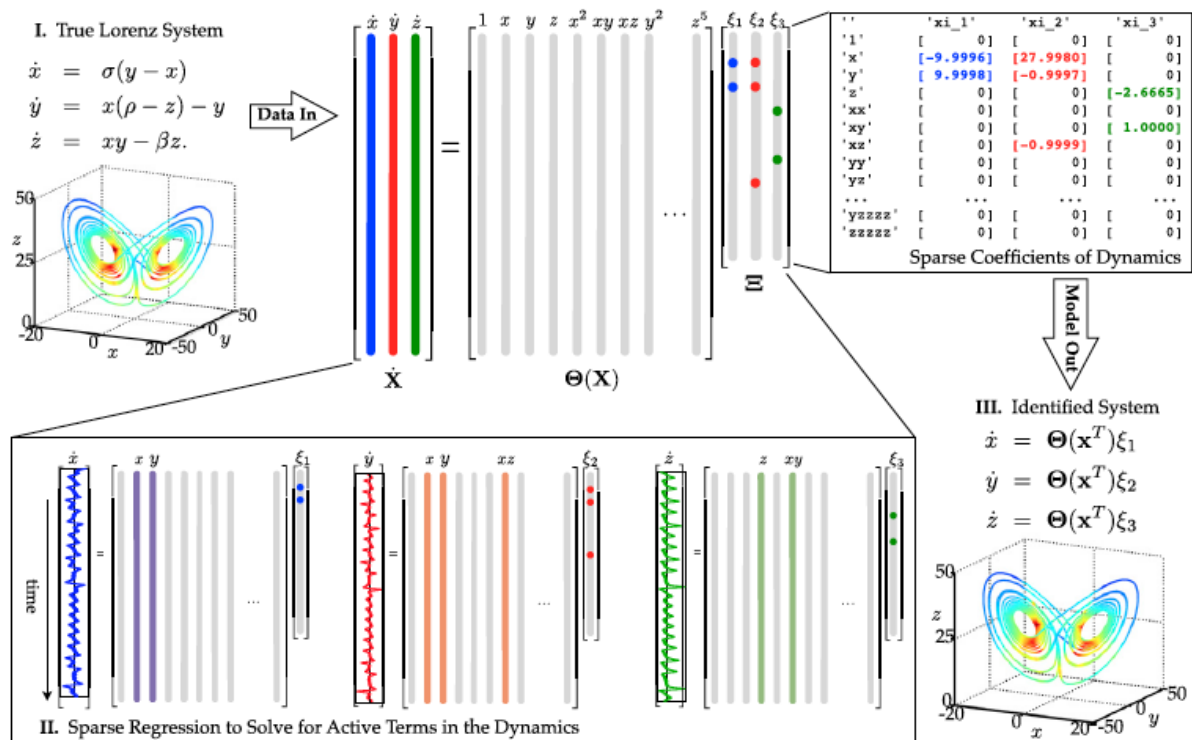 I. True Lorenz System
ẋ = σ(y − x)
ẏ = x(ρ − z) − y
ż = xy − βz.
50
z
25
0
-20
0
x
20
-50
0
y
50
Data In
ẋ ẏ ż
=
Ẋ
1 x y z x² xy xz y² z⁵
...
Θ(X)
ξ₁ ξ₂ ξ₃
Ξ
'' 'xi_1' 'xi_2' 'xi_3'
'1' [ 0] [ 0] [ 0]
'x' [-9.9996] [27.9980] [ 0]
'y' [ 9.9998] [-0.9997] [ 0]
'z' [ 0] [ 0] [-2.6665]
'xx' [ 0] [ 0] [ 0]
'xy' [ 0] [ 0] [ 1.0000]
'xz' [ 0] [-0.9999] [ 0]
'yy' [ 0] [ 0] [ 0]
'yz' [ 0] [ 0] [ 0]
... ... ... ...
'yzzzz' [ 0] [ 0] [ 0]
'zzzzz' [ 0] [ 0] [ 0]
Sparse Coefficients of Dynamics
Model Out
III. Identified System
ẋ = Θ(xᵀ)ξ₁
ẏ = Θ(xᵀ)ξ₂
ż = Θ(xᵀ)ξ₃
50
z
25
0
-20
0
x
20
-50
0
y
50
time
ẋ
=
x y
...
ξ₁
ẏ
=
x y xz
...
ξ₂
ż
=
z xy
...
ξ₃
II. Sparse Regression to Solve for Active Terms in the Dynamics